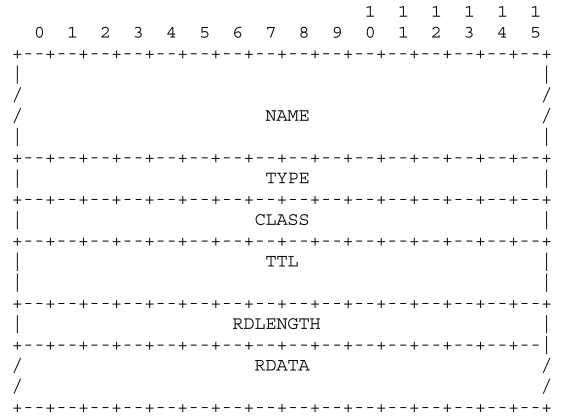 1  1  1  1  1  1
  0  1  2  3  4  5  6  7  8  9  0  1  2  3  4  5
+--+--+--+--+--+--+--+--+--+--+--+--+--+--+--+--+
|                                               |
/                                               /
/                      NAME                     /
|                                               |
+--+--+--+--+--+--+--+--+--+--+--+--+--+--+--+--+
|                      TYPE                     |
+--+--+--+--+--+--+--+--+--+--+--+--+--+--+--+--+
|                     CLASS                     |
+--+--+--+--+--+--+--+--+--+--+--+--+--+--+--+--+
|                      TTL                      |
|                                               |
+--+--+--+--+--+--+--+--+--+--+--+--+--+--+--+--+
|                   RDLENGTH                    |
+--+--+--+--+--+--+--+--+--+--+--+--+--+--+--+--|
/                     RDATA                     /
/                                               /
+--+--+--+--+--+--+--+--+--+--+--+--+--+--+--+--+